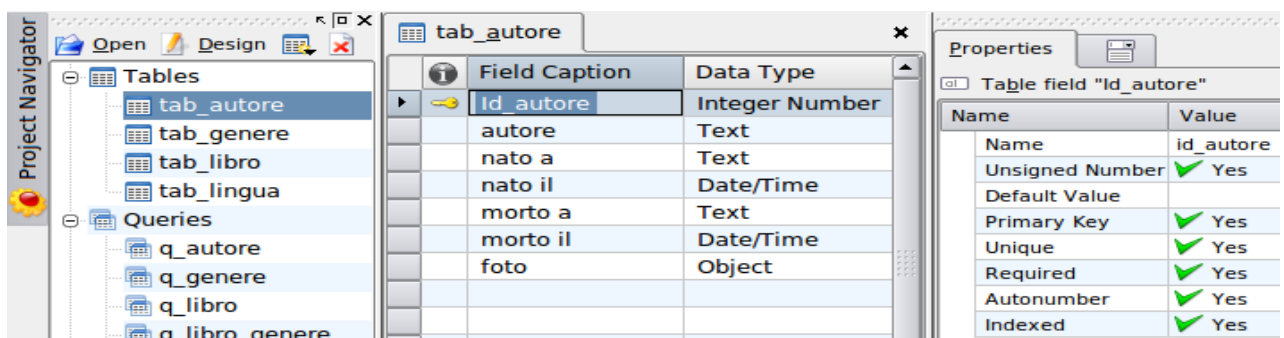 Project Navigator
Open Design
Tables
tab_autore
tab_genere
tab_libro
tab_lingua
Queries
q_autore
q_genere
q_libro
q_libro_genere
tab_autore
Field Caption Data Type
Id_autore Integer Number
autore Text
nato a Text
nato il Date/Time
morto a Text
morto il Date/Time
foto Object
Properties
Table field "Id_autore"
Name Value
Name id_autore
Unsigned Number Yes
Default Value
Primary Key Yes
Unique Yes
Required Yes
Autonumber Yes
Indexed Yes